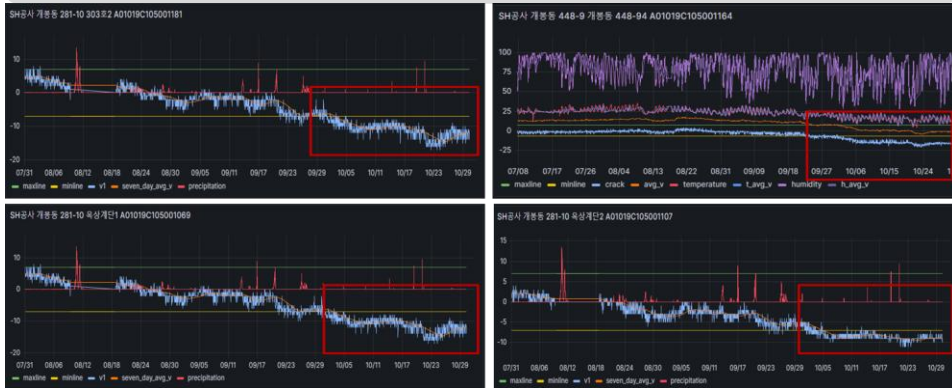 SH공사 개봉동 281-10 303호2 A01019C105001181
10
0
-10
-20
07/31 08/06 08/12 08/18 08/24 08/30 09/05 09/11 09/17 09/23 09/29 10/05 10/11 10/17 10/23 10/29
maxline minline v1 seven_day_avg_v precipitation
SH공사 개봉동 448-9 개봉동 448-94 A01019C105001164
100
75
50
25
0
-25
07/08 07/17 07/26 08/04 08/13 08/22 08/31 09/09 09/18 09/27 10/06 10/15 10/24
maxline minline crack avg_v temperature t_avg_v humidity h_avg_v
SH공사 개봉동 281-10 옥상계단1 A01019C105001069
10
0
-10
-20
07/31 08/06 08/12 08/18 08/24 08/30 09/05 09/11 09/17 09/23 09/29 10/05 10/11 10/17 10/23 10/29
maxline minline v1 seven_day_avg_v precipitation
SH공사 개봉동 281-10 옥상계단2 A01019C105001107
15
10
5
0
-5
-10
07/31 08/06 08/12 08/18 08/24 08/30 09/05 09/11 09/17 09/23 09/29 10/05 10/11 10/17 10/23 10/29
maxline minline v1 seven_day_avg_v precipitation